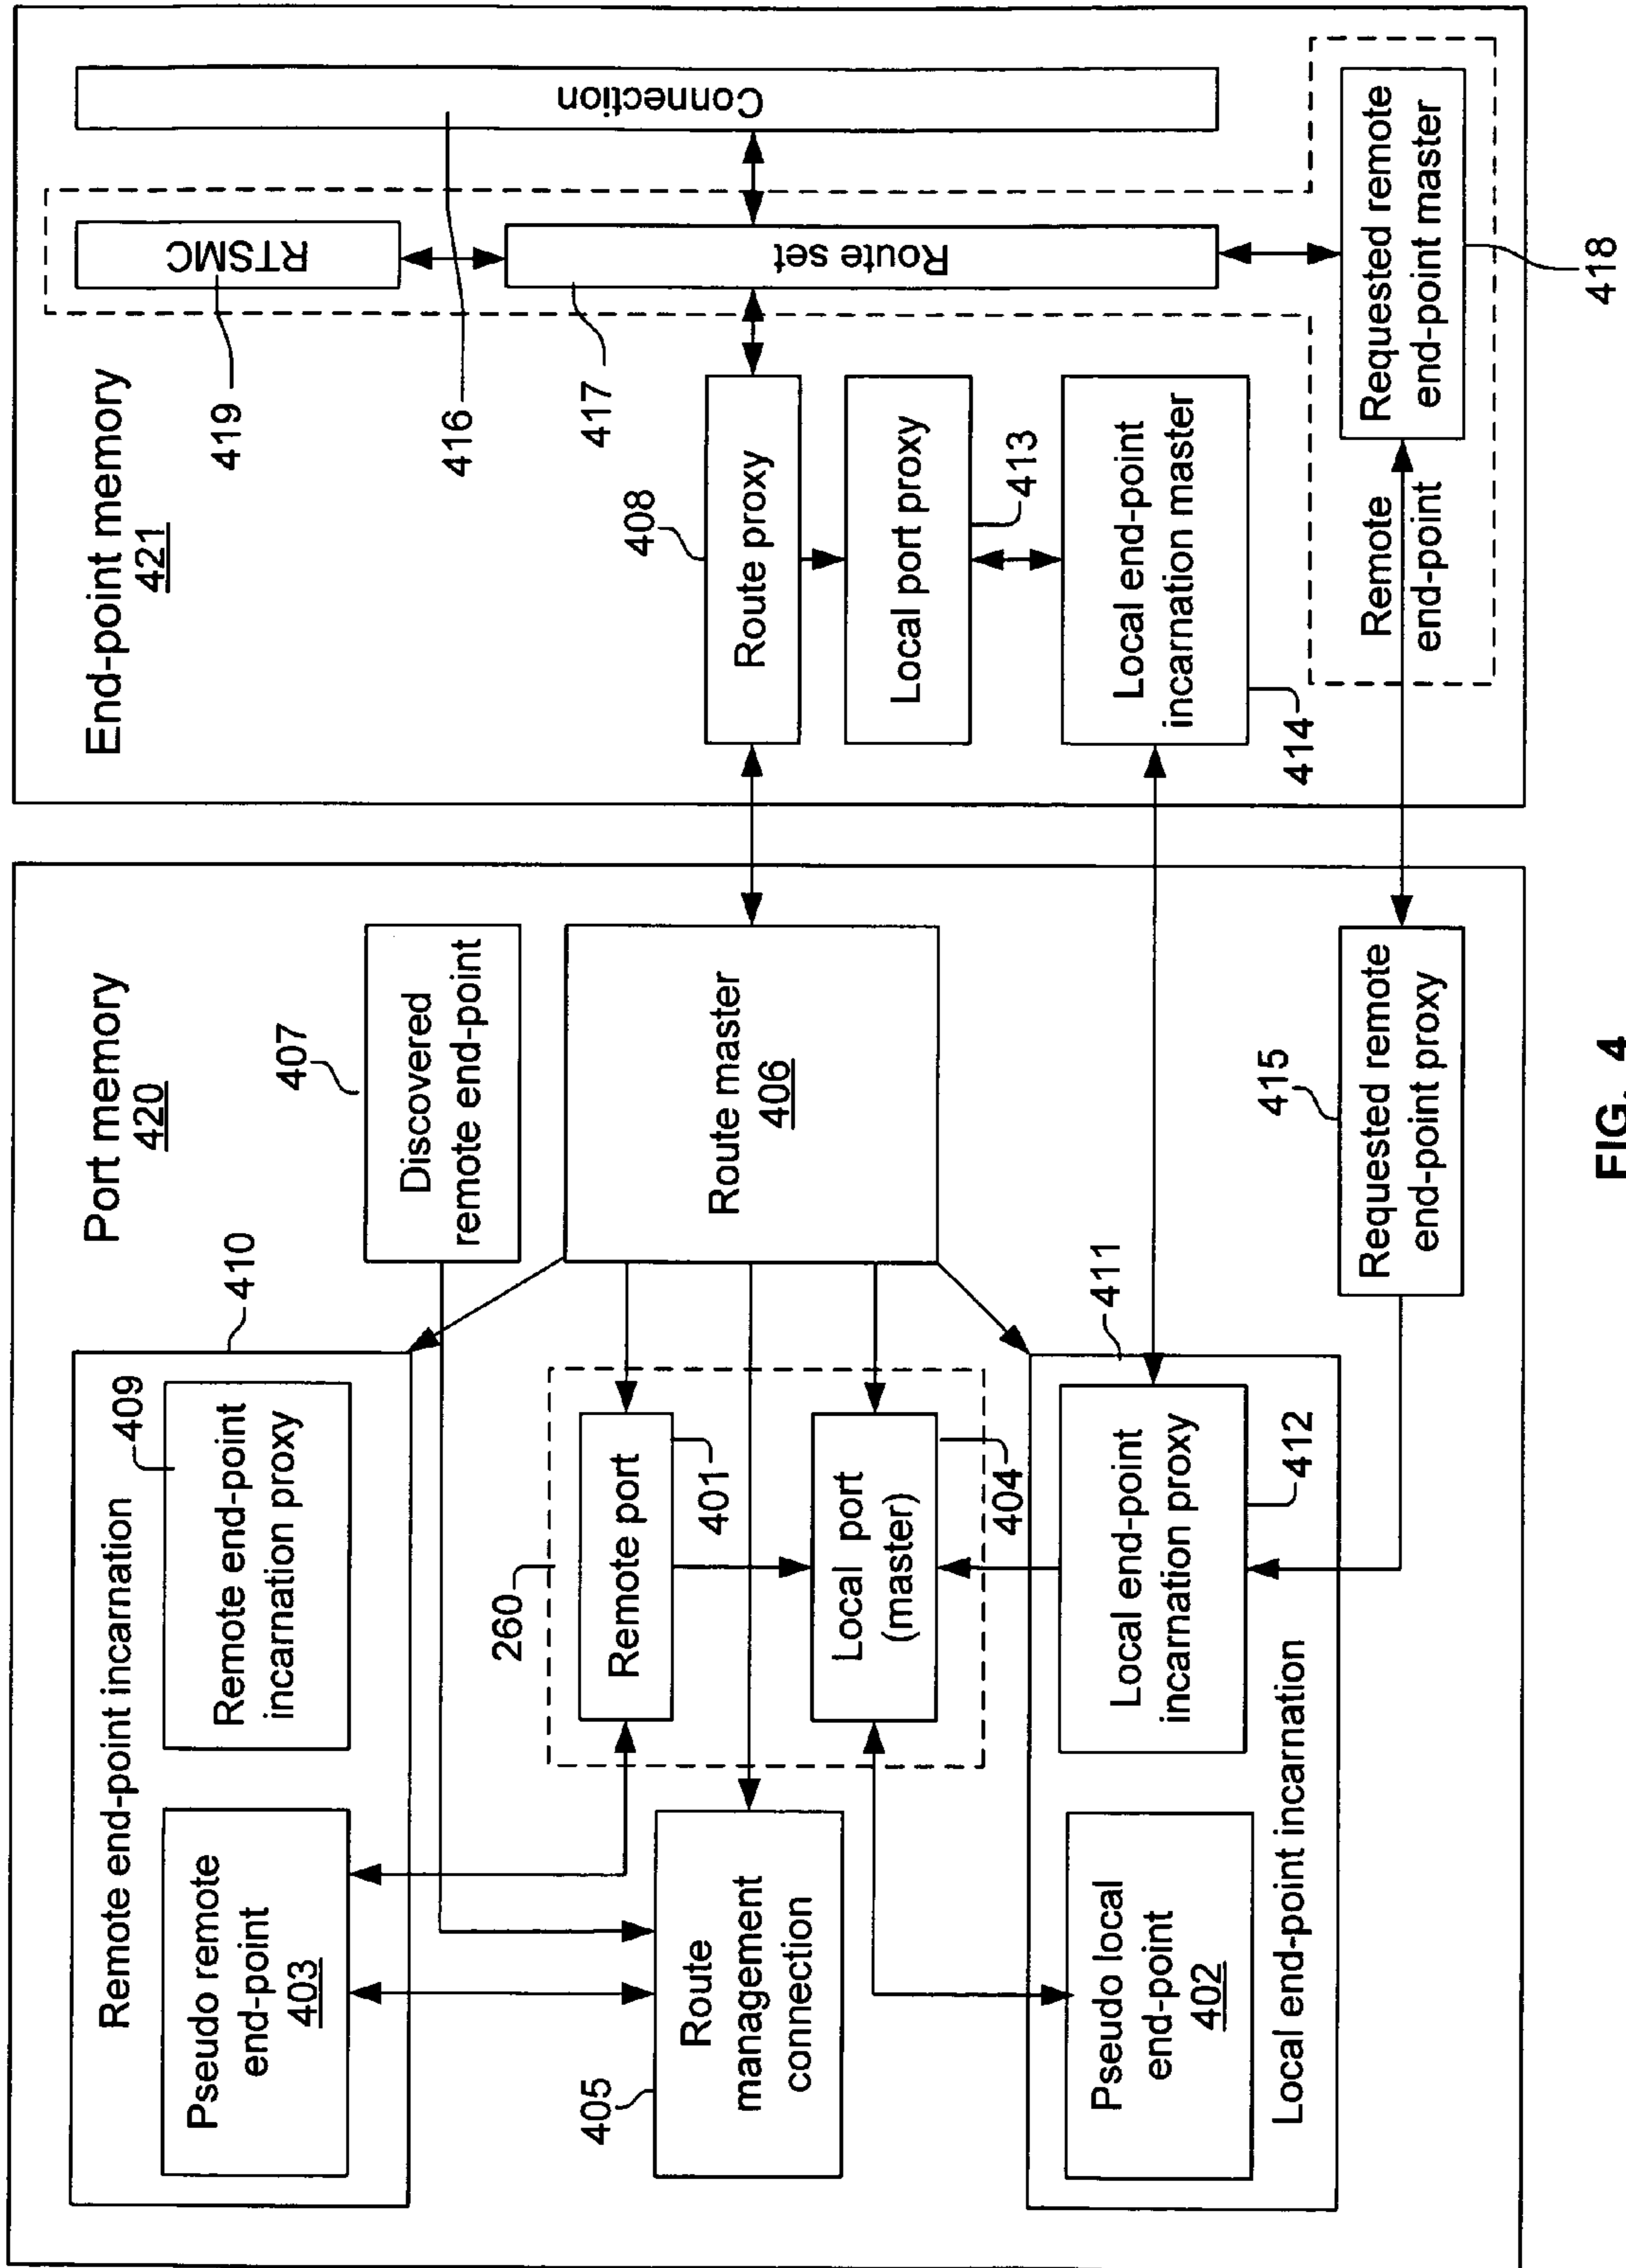 Port memory
420
Remote end-point incarnation
410
Pseudo remote
end-point
403
409
Remote end-point
incarnation proxy
407
Discovered
remote end-point
260
Remote port
401
Route master
406
405
Route
management
connection
Local port
(master)
404
411
Pseudo local
end-point
402
Local end-point
incarnation proxy
412
Local end-point incarnation
415
Requested remote
end-point proxy
End-point memory
421
419
RTSMC
416
Connection
417
Route set
408
Route proxy
Local port proxy
413
Local end-point
incarnation master
414
Remote
end-point
Requested remote
end-point master
418
FIG. 4